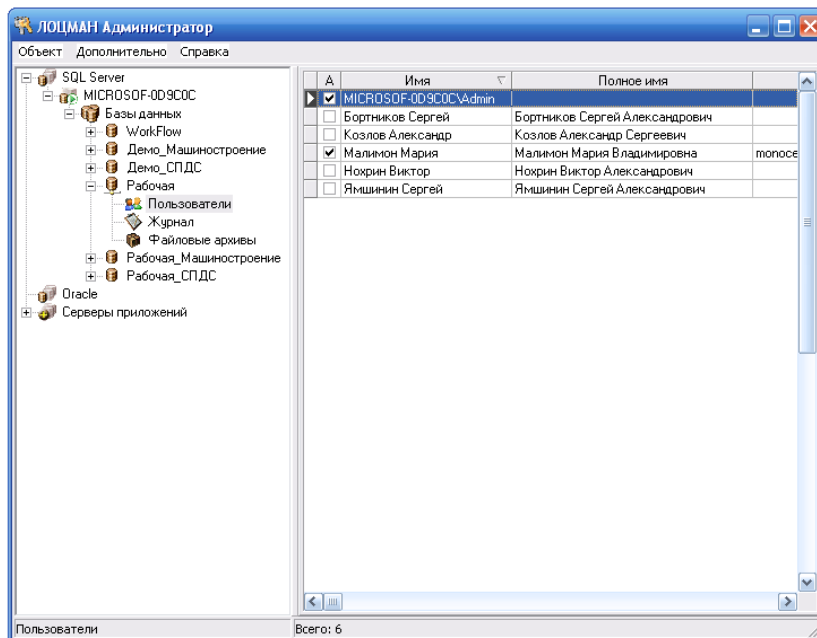 ЛОЦМАН Администратор
Объект Дополнительно Справка
SQL Server
MICROSOF-0D9C0C
Базы данных
WorkFlow
Демо_Машиностроение
Демо_СПДС
Рабочая
Пользователи
Журнал
Файловые архивы
Рабочая_Машиностроение
Рабочая_СПДС
Oracle
Серверы приложений
А Имя Полное имя
MICROSOF-0D9C0C\Admin
Бортников Сергей Бортников Сергей Александрович
Козлов Александр Козлов Александр Сергеевич
Малимон Мария Малимон Мария Владимировна monoce
Нохрин Виктор Нохрин Виктор Александрович
Ямшинин Сергей Ямшинин Сергей Александрович
Пользователи Всего: 6